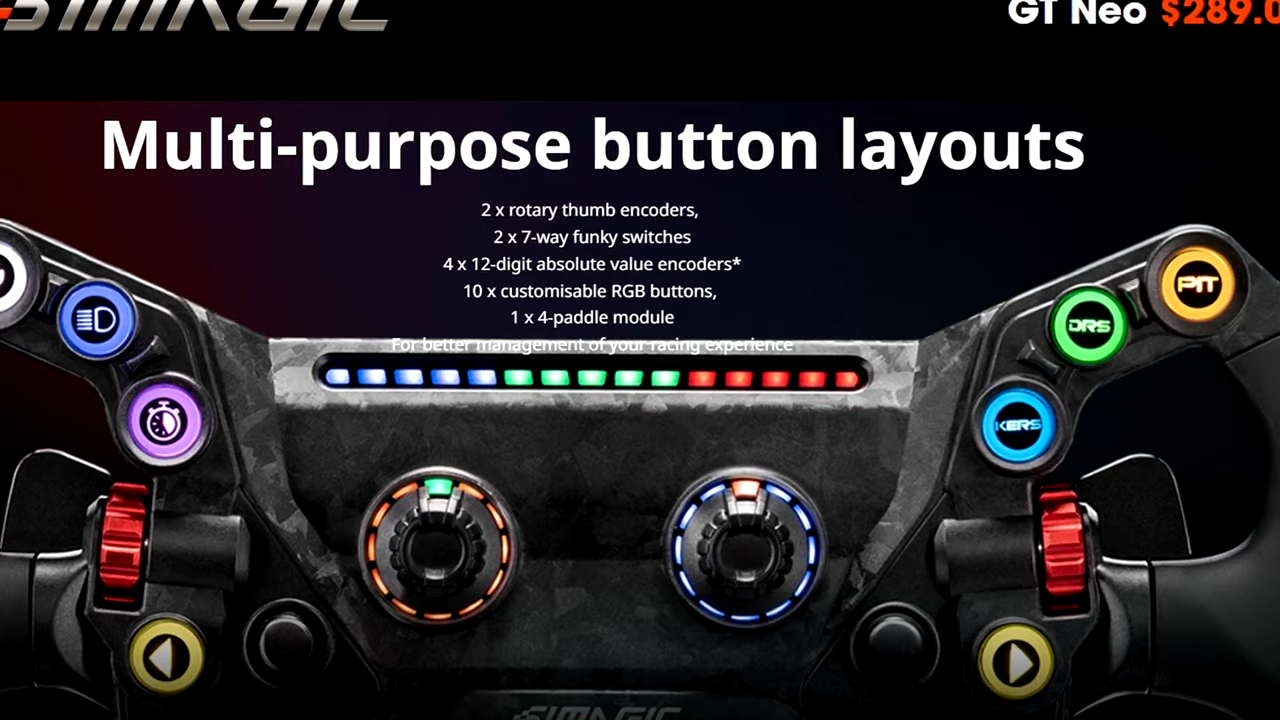 SIMAGIC
GT Neo $289.0
Multi-purpose button layouts
2 x rotary thumb encoders,
2 x 7-way funky switches
4 x 12-digit absolute value encoders*
10 x customisable RGB buttons,
1 x 4-paddle module
For better management of your racing experience
PIT
DRS
KERS
SIMAGIC